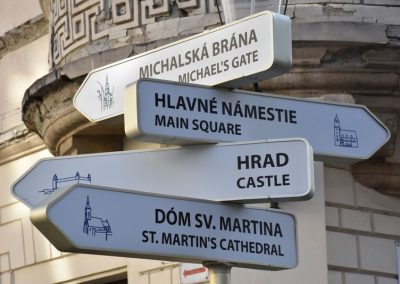 MICHALSKÁ BRÁNA
MICHAEL'S GATE
HLAVNÉ NÁMESTIE
MAIN SQUARE
HRAD
CASTLE
DÓM SV. MARTINA
ST. MARTIN'S CATHEDRAL